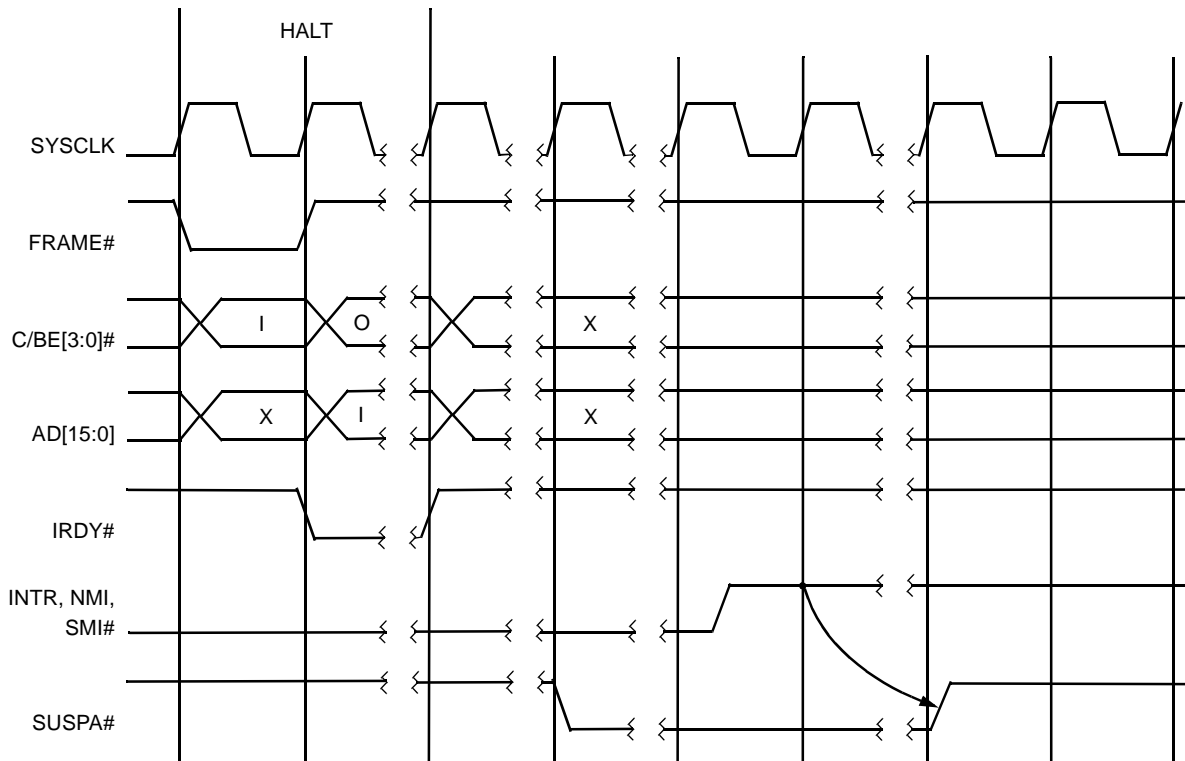 HALT
SYSCLK
FRAME#
I
O
X
C/BE[3:0]#
X
I
X
AD[15:0]
IRDY#
INTR, NMI,
SMI#
SUSPA#